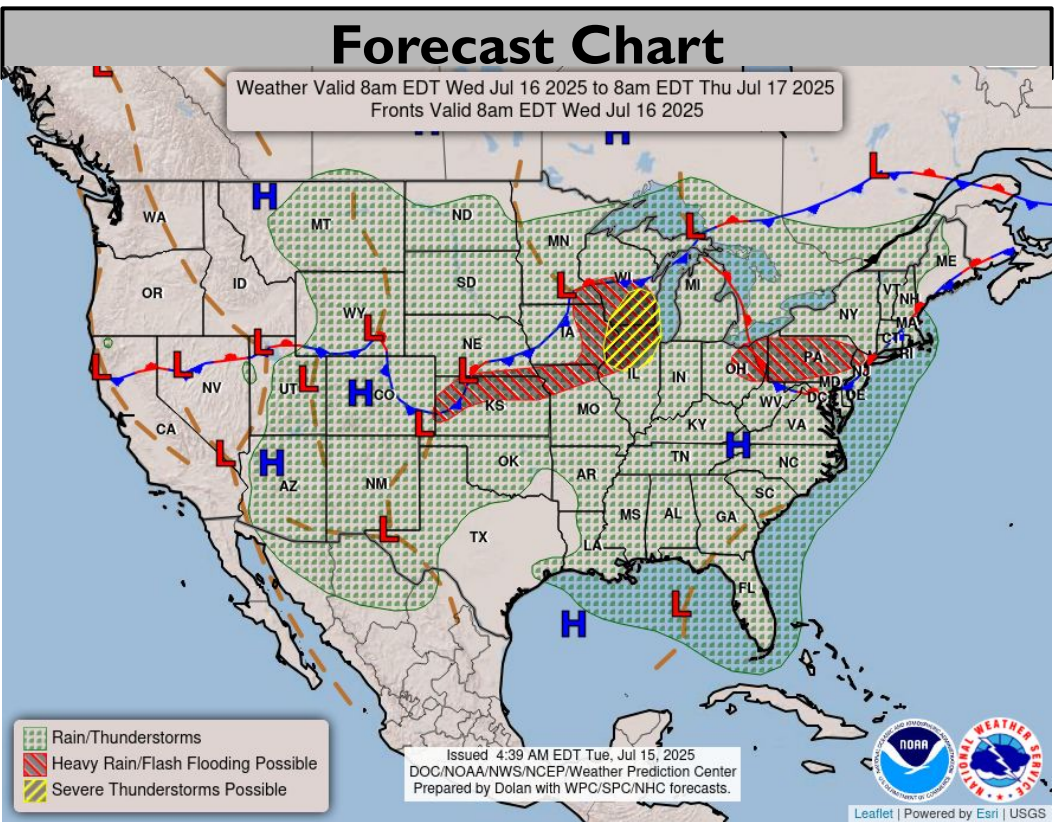 Forecast Chart
Weather Valid 8am EDT Wed Jul 16 2025 to 8am EDT Thu Jul 17 2025
Fronts Valid 8am EDT Wed Jul 16 2025
L
H
H
L
H
WA
MT
ND
MN
L
ME
OR
ID
SD
WI
MI
VT
NH
NY
L
WY
L
IA
MA
CT
RI
L
NE
PA
NJ
L
L
NV
UT
L
H
CO
L
KS
IL
IN
OH
MD
DE
DC
WV
MO
CA
L
KY
VA
L
H
AZ
OK
AR
TN
H
NC
NM
SC
MS
AL
GA
L
TX
LA
FL
H
L
Rain/Thunderstorms
Heavy Rain/Flash Flooding Possible
Severe Thunderstorms Possible
Issued 4:39 AM EDT Tue, Jul 15, 2025
DOC/NOAA/NWS/NCEP/Weather Prediction Center
Prepared by Dolan with WPC/SPC/NHC forecasts.
NOAA
NATIONAL WEATHER SERVICE
Leaflet | Powered by Esri | USGS